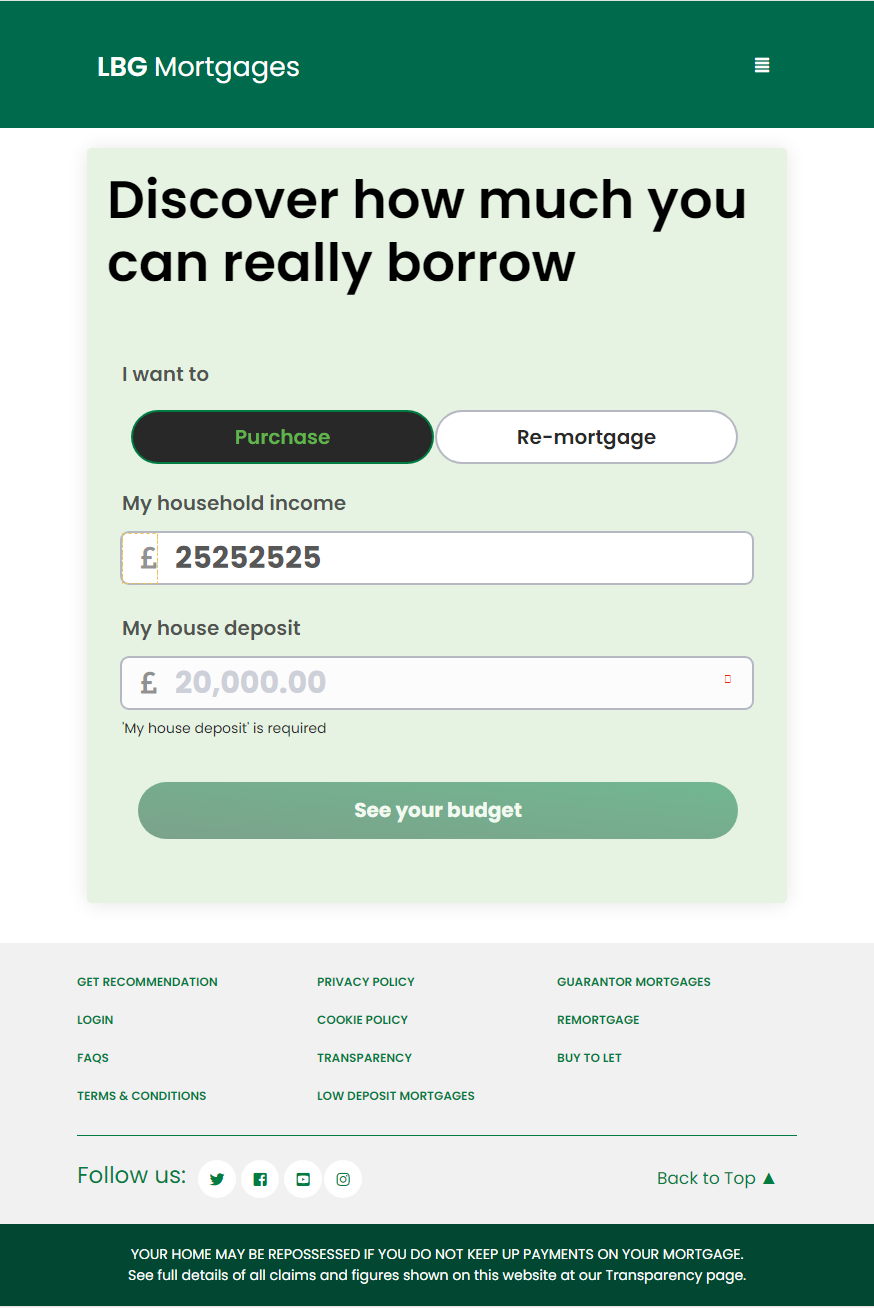 LBG Mortgages
Discover how much you
can really borrow
I want to
Purchase Re-mortgage
My household income
£ 25252525
My house deposit
£ 20,000.00
'My house deposit' is required
See your budget
GET RECOMMENDATION PRIVACY POLICY GUARANTOR MORTGAGES
LOGIN COOKIE POLICY REMORTGAGE
FAQS TRANSPARENCY BUY TO LET
TERMS & CONDITIONS LOW DEPOSIT MORTGAGES
Follow us: Back to Top ▲
YOUR HOME MAY BE REPOSSESSED IF YOU DO NOT KEEP UP PAYMENTS ON YOUR MORTGAGE.
See full details of all claims and figures shown on this website at our Transparency page.